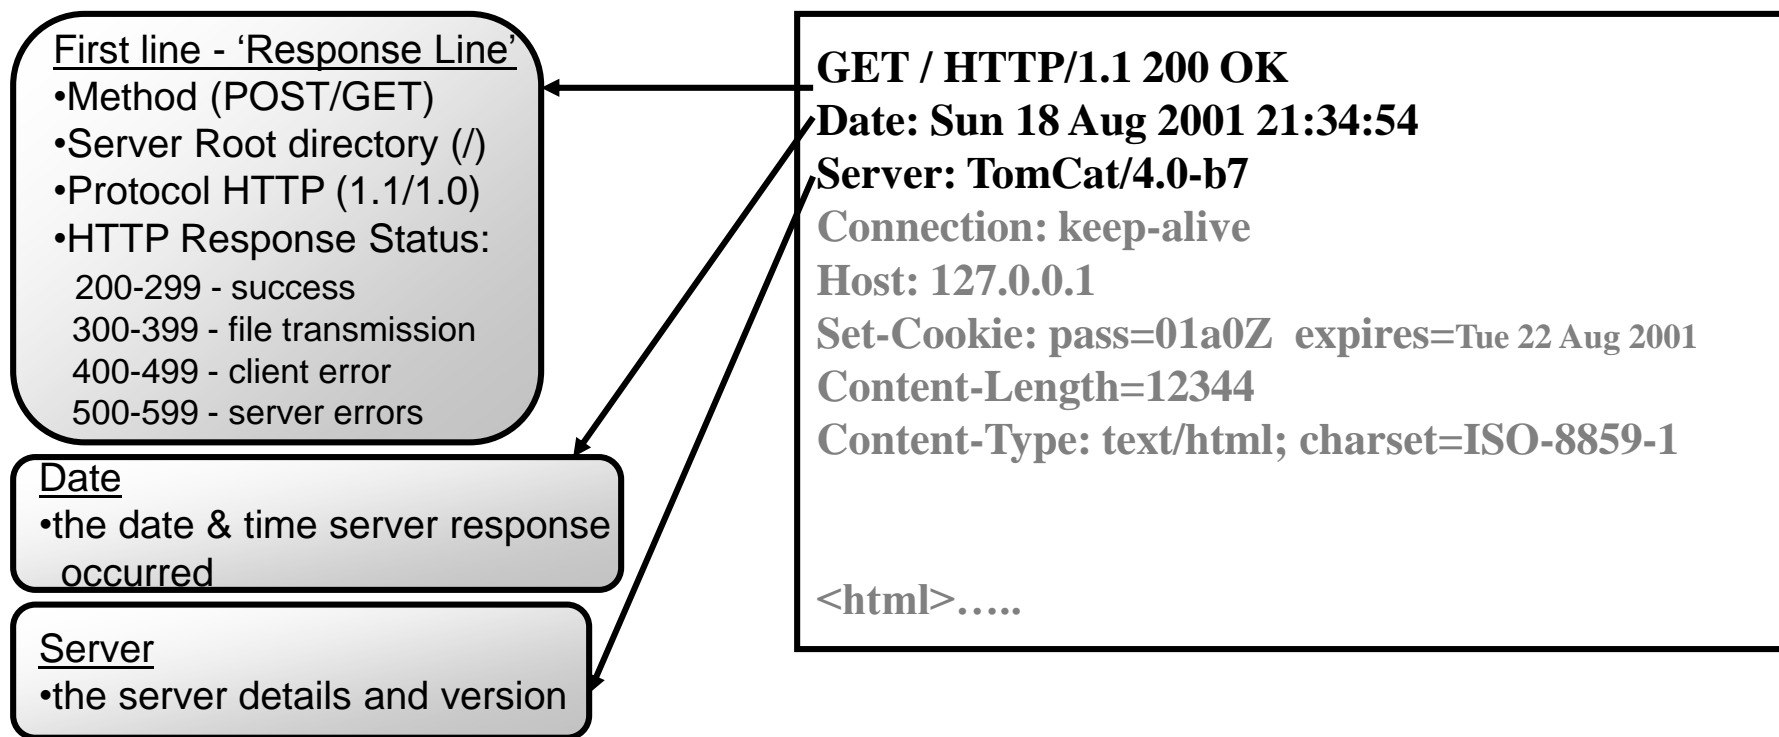 First line - ‘Response Line’
•Method (POST/GET)
•Server Root directory (/)
•Protocol HTTP (1.1/1.0)
•HTTP Response Status:
200-299 - success
300-399 - file transmission
400-499 - client error
500-599 - server errors
Date
•the date & time server response
occurred
Server
•the server details and version
GET / HTTP/1.1 200 OK
Date: Sun 18 Aug 2001 21:34:54
Server: TomCat/4.0-b7
Connection: keep-alive
Host: 127.0.0.1
Set-Cookie: pass=01a0Z  expires=Tue 22 Aug 2001
Content-Length=12344
Content-Type: text/html; charset=ISO-8859-1
<html>…..